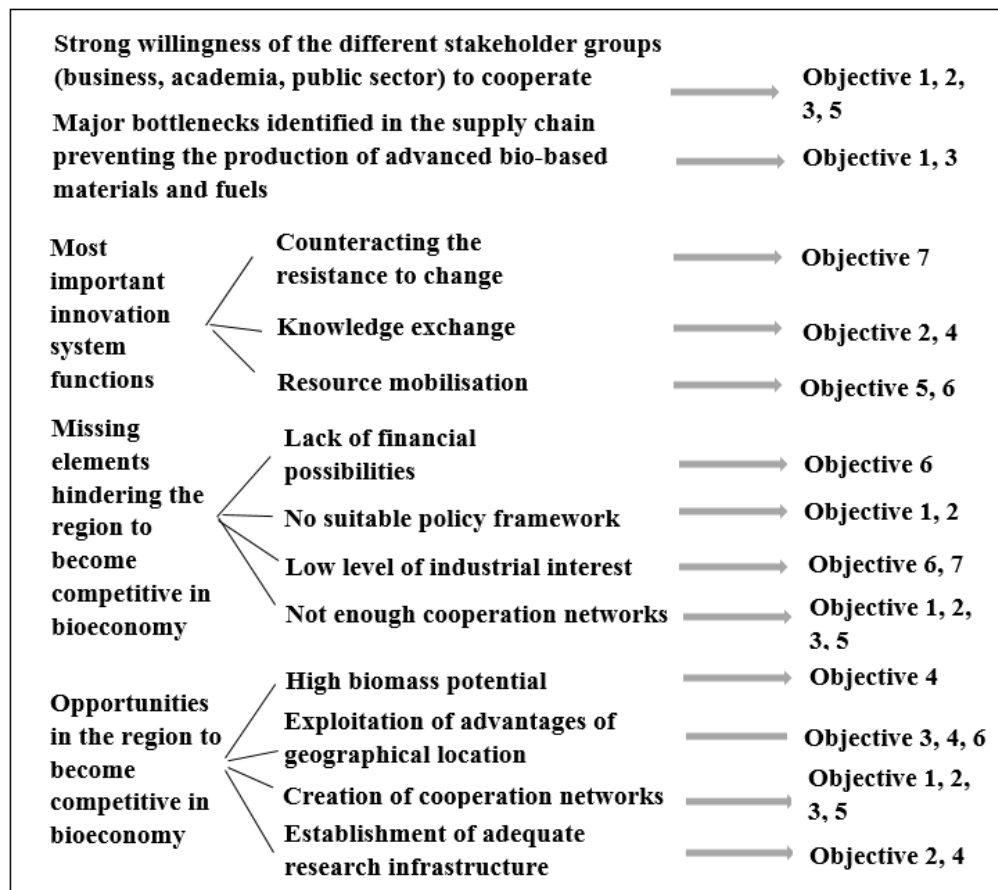 Strong willingness of the different stakeholder groups
(business, academia, public sector) to cooperate
Objective 1, 2,
3, 5
Major bottlenecks identified in the supply chain
preventing the production of advanced bio-based
materials and fuels
Objective 1, 3
Most
important
innovation
system
functions
Counteracting the
resistance to change
Objective 7
Knowledge exchange
Objective 2, 4
Resource mobilisation
Objective 5, 6
Missing
elements
hindering the
region to
become
competitive in
bioeconomy
Lack of financial
possibilities
Objective 6
No suitable policy framework
Objective 1, 2
Low level of industrial interest
Objective 6, 7
Not enough cooperation networks
Objective 1, 2,
3, 5
Opportunities
in the region to
become
competitive in
bioeconomy
High biomass potential
Objective 4
Exploitation of advantages of
geographical location
Objective 3, 4, 6
Creation of cooperation networks
Objective 1, 2,
3, 5
Establishment of adequate
research infrastructure
Objective 2, 4